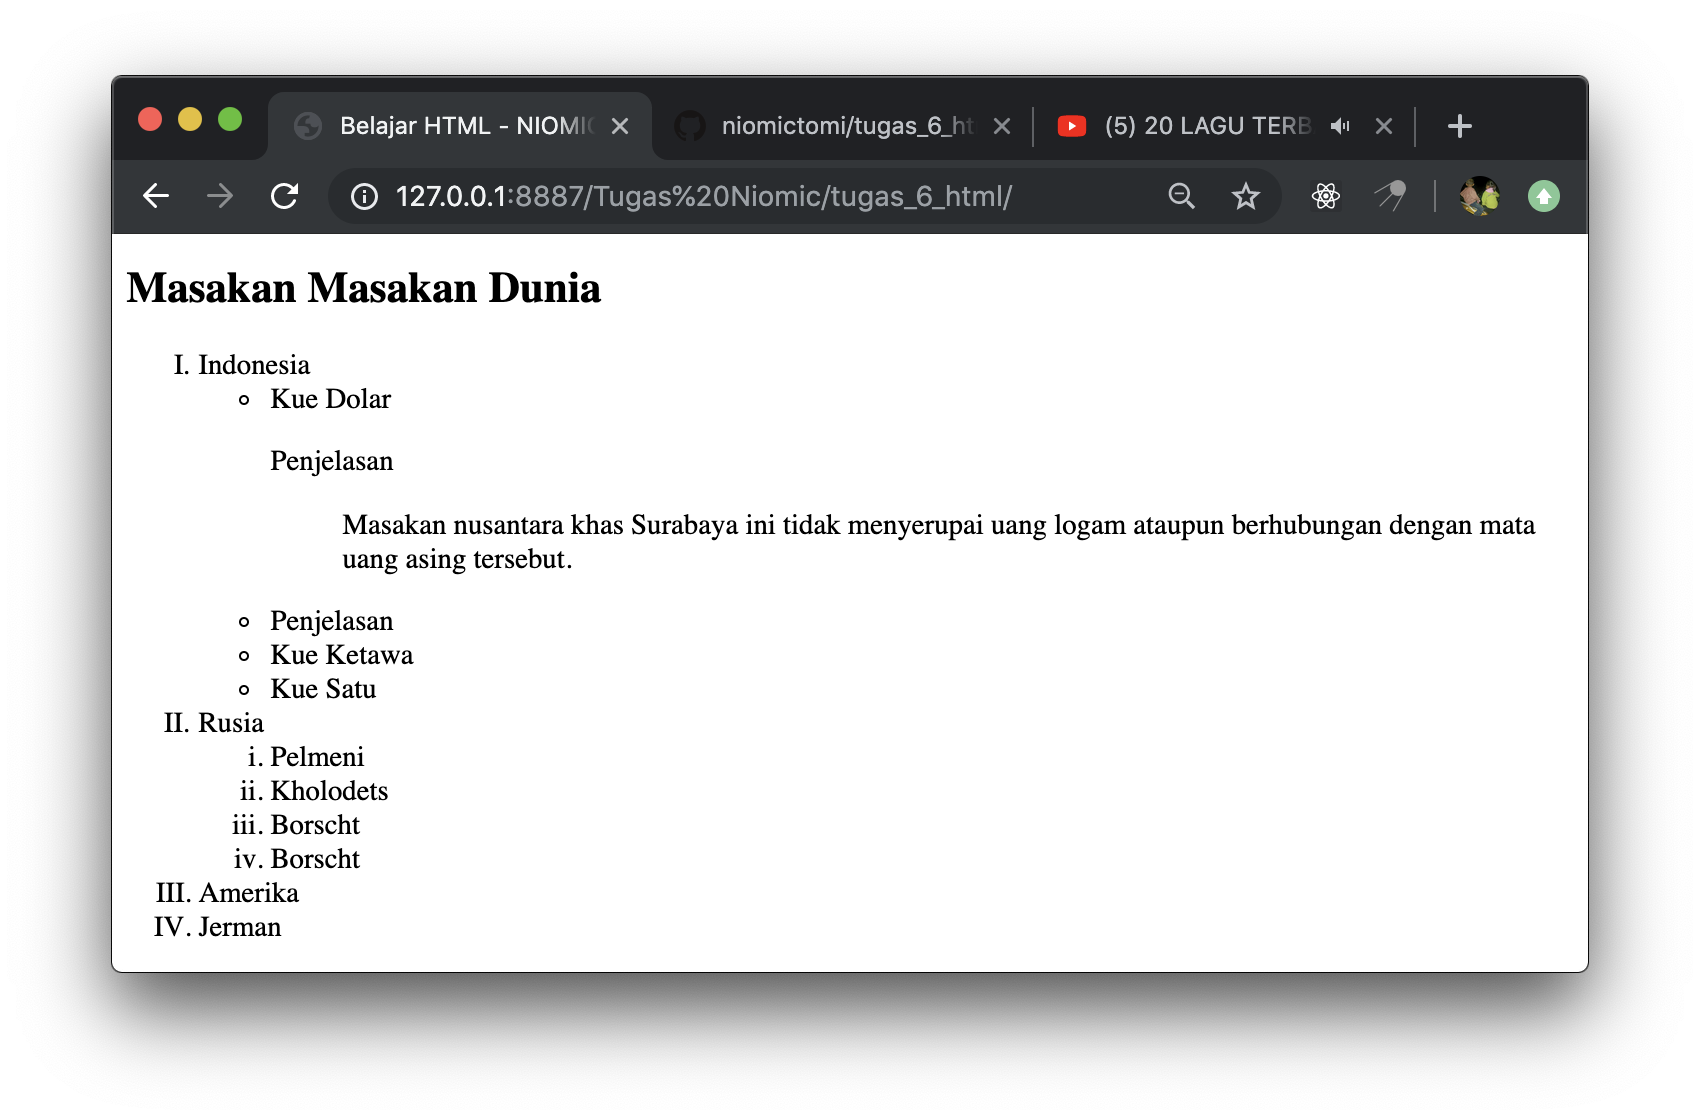 Belajar HTML - NIOMIC
niomictomi/tugas_6_ht
(5) 20 LAGU TERB
127.0.0.1:8887/Tugas%20Niomic/tugas_6_html/
Masakan Masakan Dunia
I. Indonesia
Kue Dolar
Penjelasan
Masakan nusantara khas Surabaya ini tidak menyerupai uang logam ataupun berhubungan dengan mata
uang asing tersebut.
Penjelasan
Kue Ketawa
Kue Satu
II. Rusia
i. Pelmeni
ii. Kholodets
iii. Borscht
iv. Borscht
III. Amerika
IV. Jerman